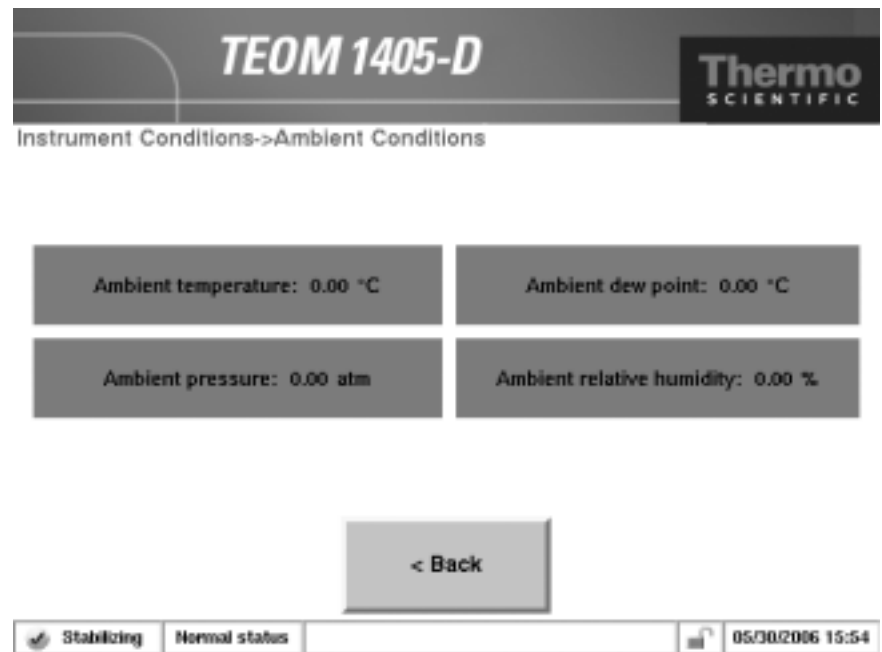 TEOM 1405-D
Thermo
SCIENTIFIC
Instrument Conditions->Ambient Conditions
Ambient temperature: 0.00 °C
Ambient dew point: 0.00 °C
Ambient pressure: 0.00 atm
Ambient relative humidity: 0.00 %
< Back
Stabilizing
Normal status
05/30/2006 15:54